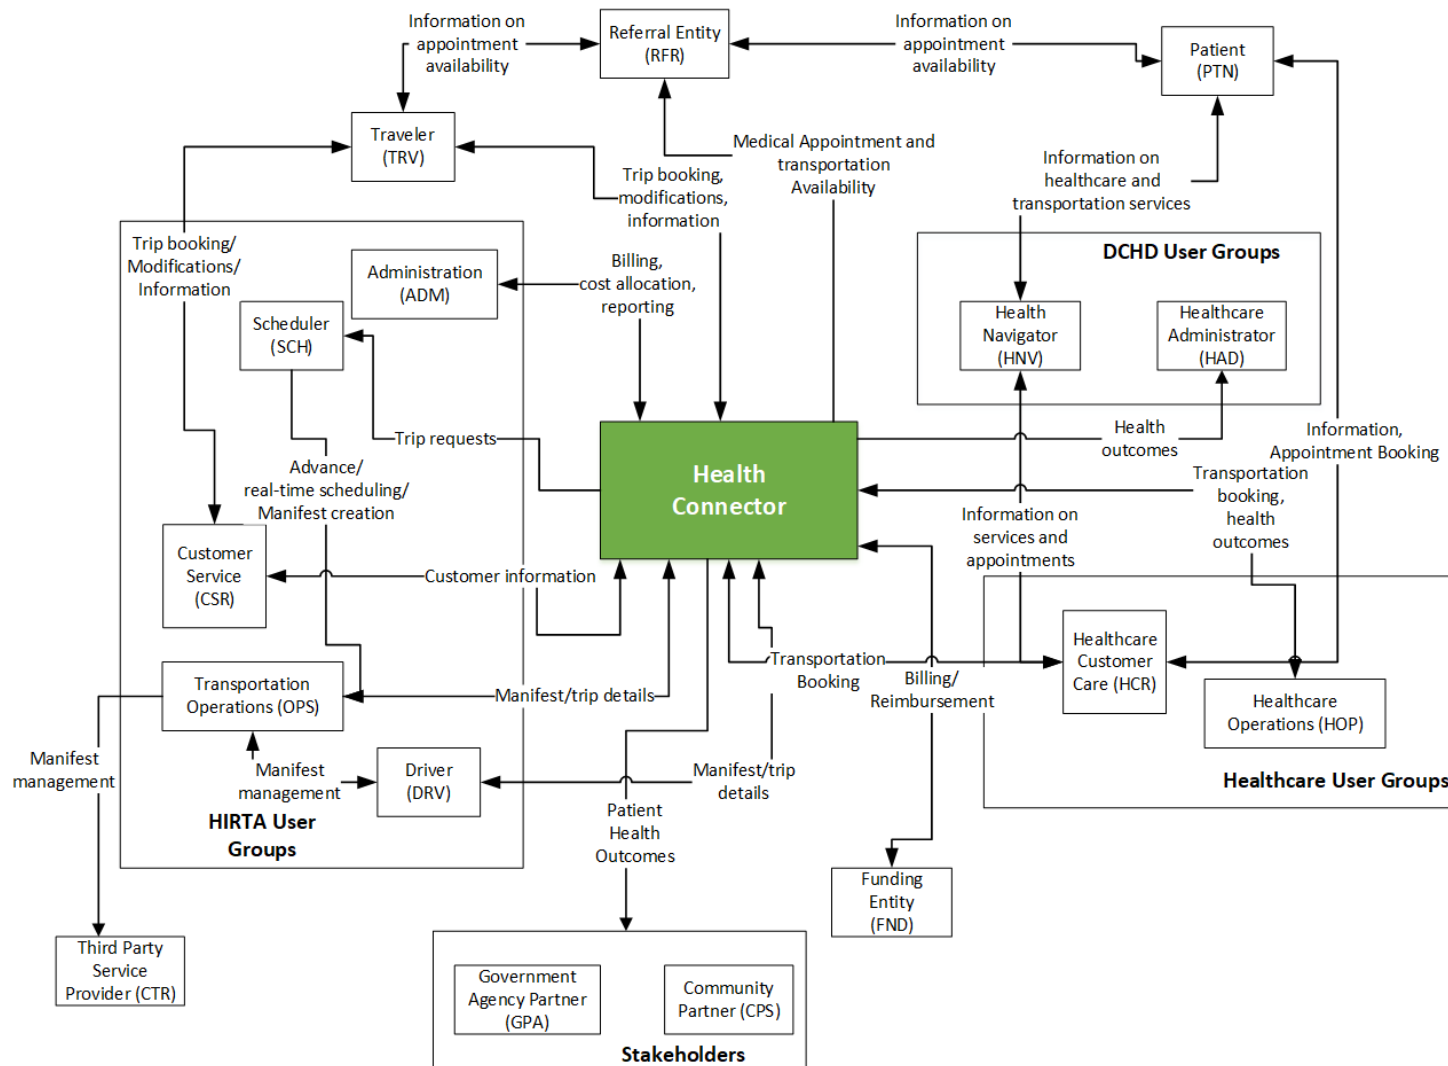 Information on
appointment
availability
Referral Entity
(RFR)
Information on
appointment
availability
Patient
(PTN)
Traveler
(TRV)
Medical Appointment and
transportation
Availability
Trip booking,
modifications,
information
Information on
healthcare and
transportation services
Trip booking/
Modifications/
Information
Administration
(ADM)
Billing,
cost allocation,
reporting
DCHD User Groups
Scheduler
(SCH)
Health
Navigator
(HNV)
Healthcare
Administrator
(HAD)
Trip requests
Health
Connector
Health
outcomes
Information,
Appointment Booking
Advance/
real-time scheduling/
Manifest creation
Transportation
booking,
health
outcomes
Information on
services and
appointments
Customer
Service
(CSR)
Customer information
Healthcare
Customer
Care (HCR)
Transportation
Booking
Billing/
Reimbursement
Transportation
Operations (OPS)
Manifest/trip details
Healthcare
Operations (HOP)
Manifest
management
Manifest
management
Driver
(DRV)
Manifest/trip
details
Healthcare User Groups
HIRTA User
Groups
Patient
Health
Outcomes
Funding
Entity
(FND)
Third Party
Service
Provider (CTR)
Government
Agency Partner
(GPA)
Community
Partner (CPS)
Stakeholders